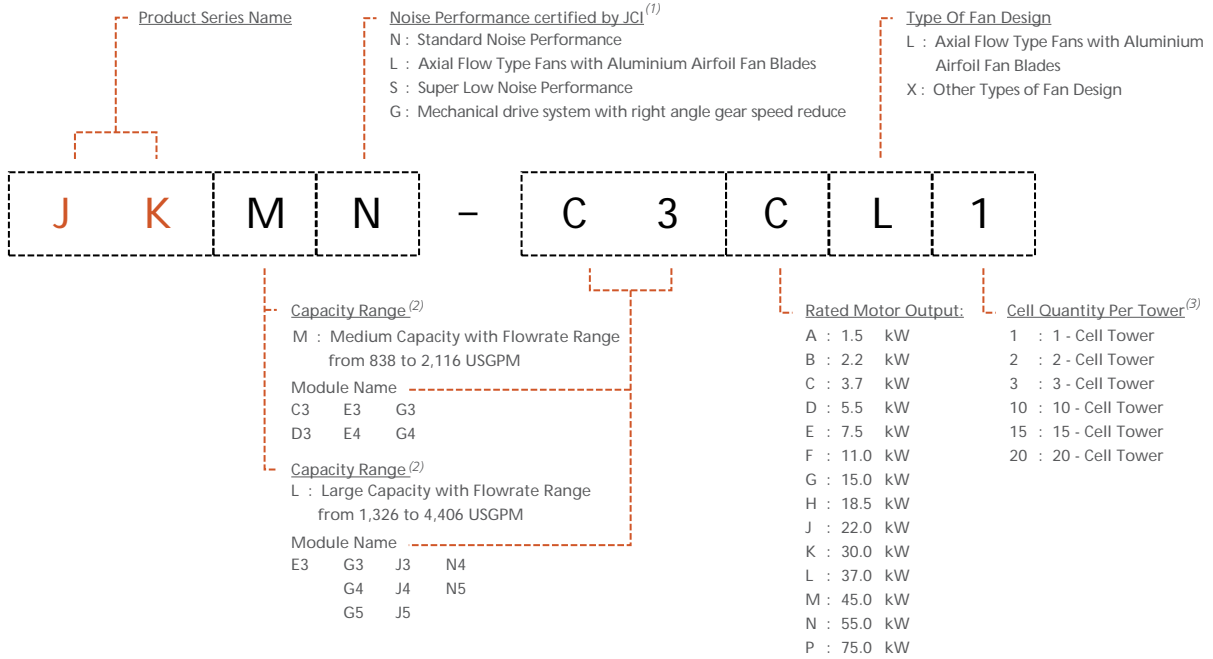 Product Series Name
Noise Performance certified by JCI(1)
N : Standard Noise Performance
L : Axial Flow Type Fans with Aluminium Airfoil Fan Blades
S : Super Low Noise Performance
G : Mechanical drive system with right angle gear speed reduce
Type Of Fan Design
L : Axial Flow Type Fans with Aluminium
Airfoil Fan Blades
X : Other Types of Fan Design
J K M N – C 3 C L 1
Capacity Range (2)
M : Medium Capacity with Flowrate Range
from 838 to 2,116 USGPM
Module Name
C3 E3 G3
D3 E4 G4
Capacity Range (2)
L : Large Capacity with Flowrate Range
from 1,326 to 4,406 USGPM
Module Name
E3 G3 J3 N4
G4 J4 N5
G5 J5
Rated Motor Output:
A : 1.5 kW
B : 2.2 kW
C : 3.7 kW
D : 5.5 kW
E : 7.5 kW
F : 11.0 kW
G : 15.0 kW
H : 18.5 kW
J : 22.0 kW
K : 30.0 kW
L : 37.0 kW
M : 45.0 kW
N : 55.0 kW
P : 75.0 kW
Cell Quantity Per Tower(3)
1 : 1 - Cell Tower
2 : 2 - Cell Tower
3 : 3 - Cell Tower
10 : 10 - Cell Tower
15 : 15 - Cell Tower
20 : 20 - Cell Tower